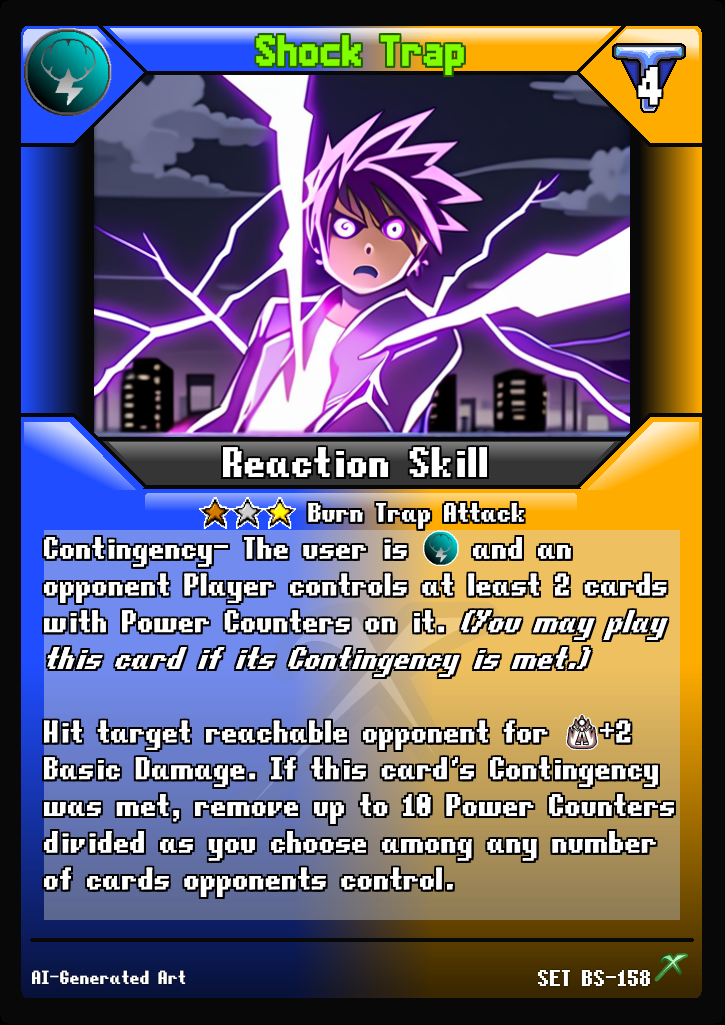 Shock Trap
4
Reaction Skill
Burn Trap Attack
Contingency- The user is and an
opponent Player controls at least 2 cards
with Power Counters on it. (You may play
this card if its Contingency is met.)
Hit target reachable opponent for +2
Basic Damage. If this card's Contingency
was met, remove up to 10 Power Counters
divided as you choose among any number
of cards opponents control.
AI-Generated Art
SET BS-158